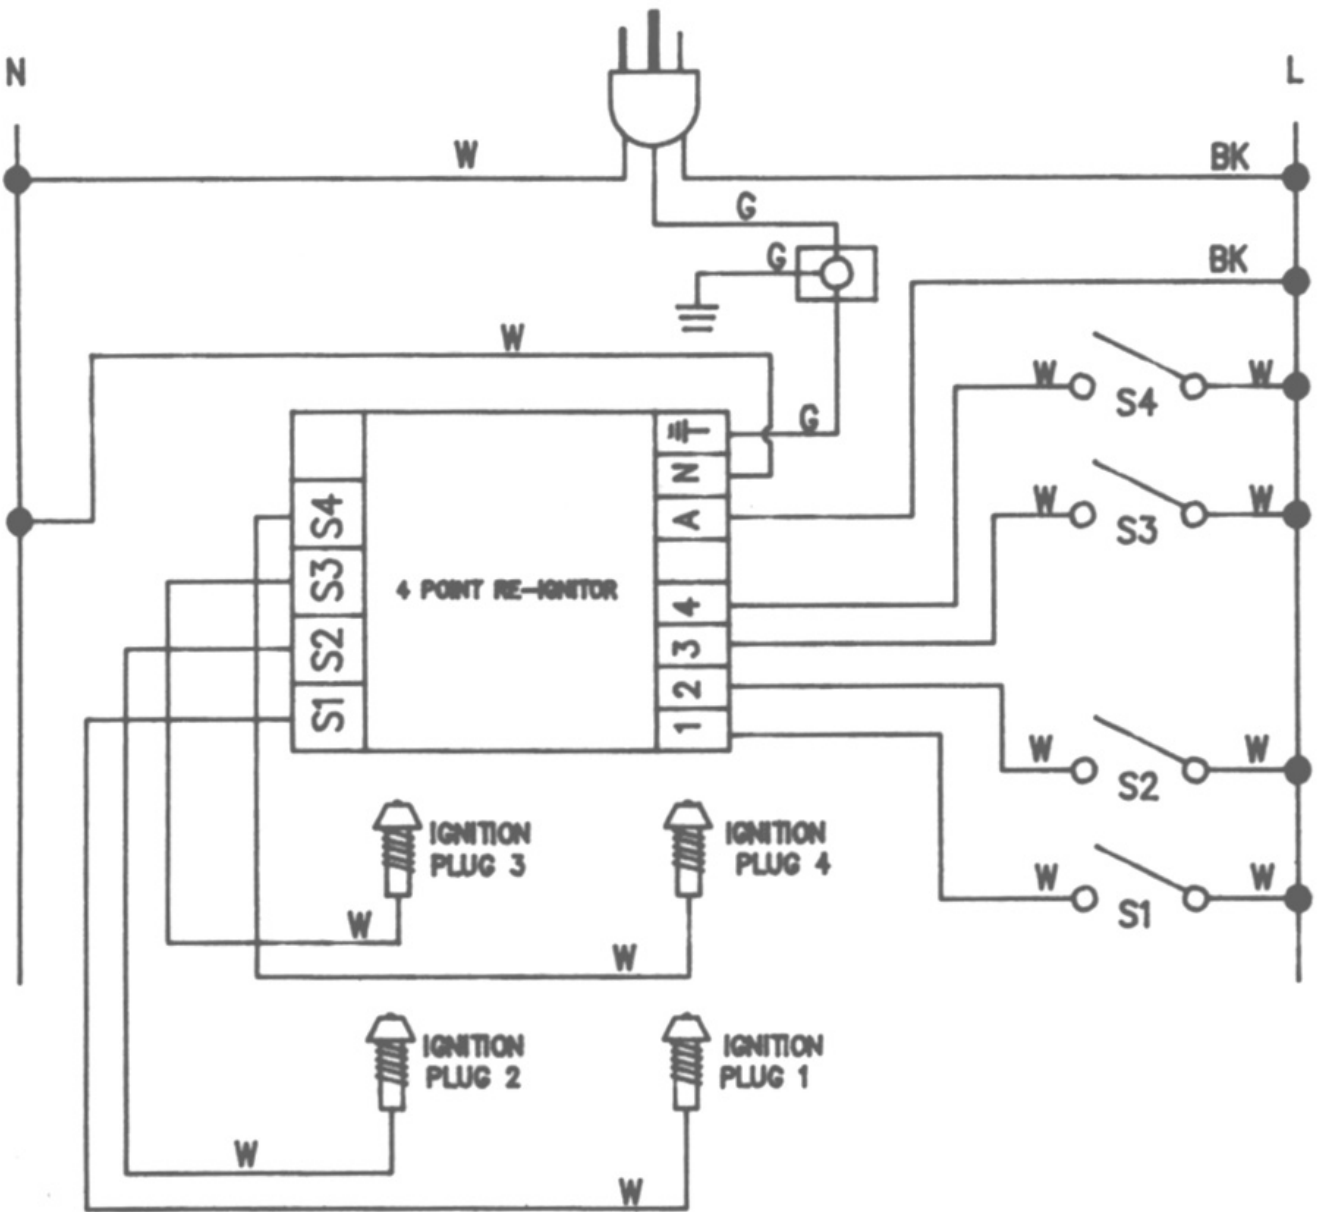 N
L
W
BK
G
G
BK
W
W
S4
W
G
N
A
S4
W
S3
W
S3
4 POINT RE-IGNITOR
4
S2
3
2
S1
1
W
S2
W
IGNITION
PLUG 3
IGNITION
PLUG 4
W
S1
W
W
W
IGNITION
PLUG 2
IGNITION
PLUG 1
W
W